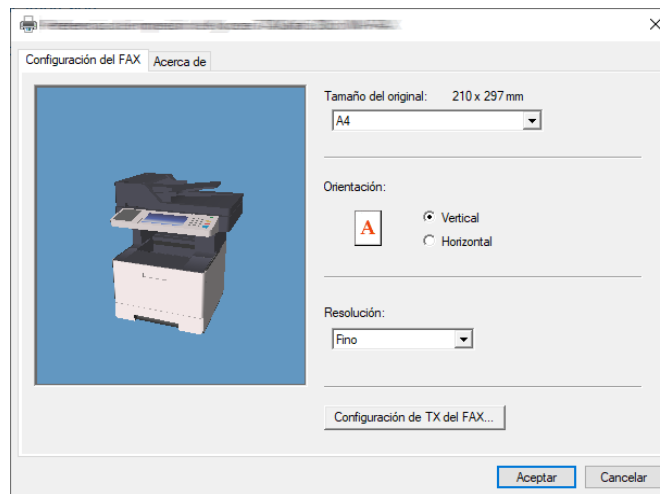 Configuración del FAX
Acerca de
Tamaño del original: 210 x 297 mm
A4
Orientación:
A
Vertical
Horizontal
Resolución:
Fino
Configuración de TX del FAX...
Aceptar
Cancelar